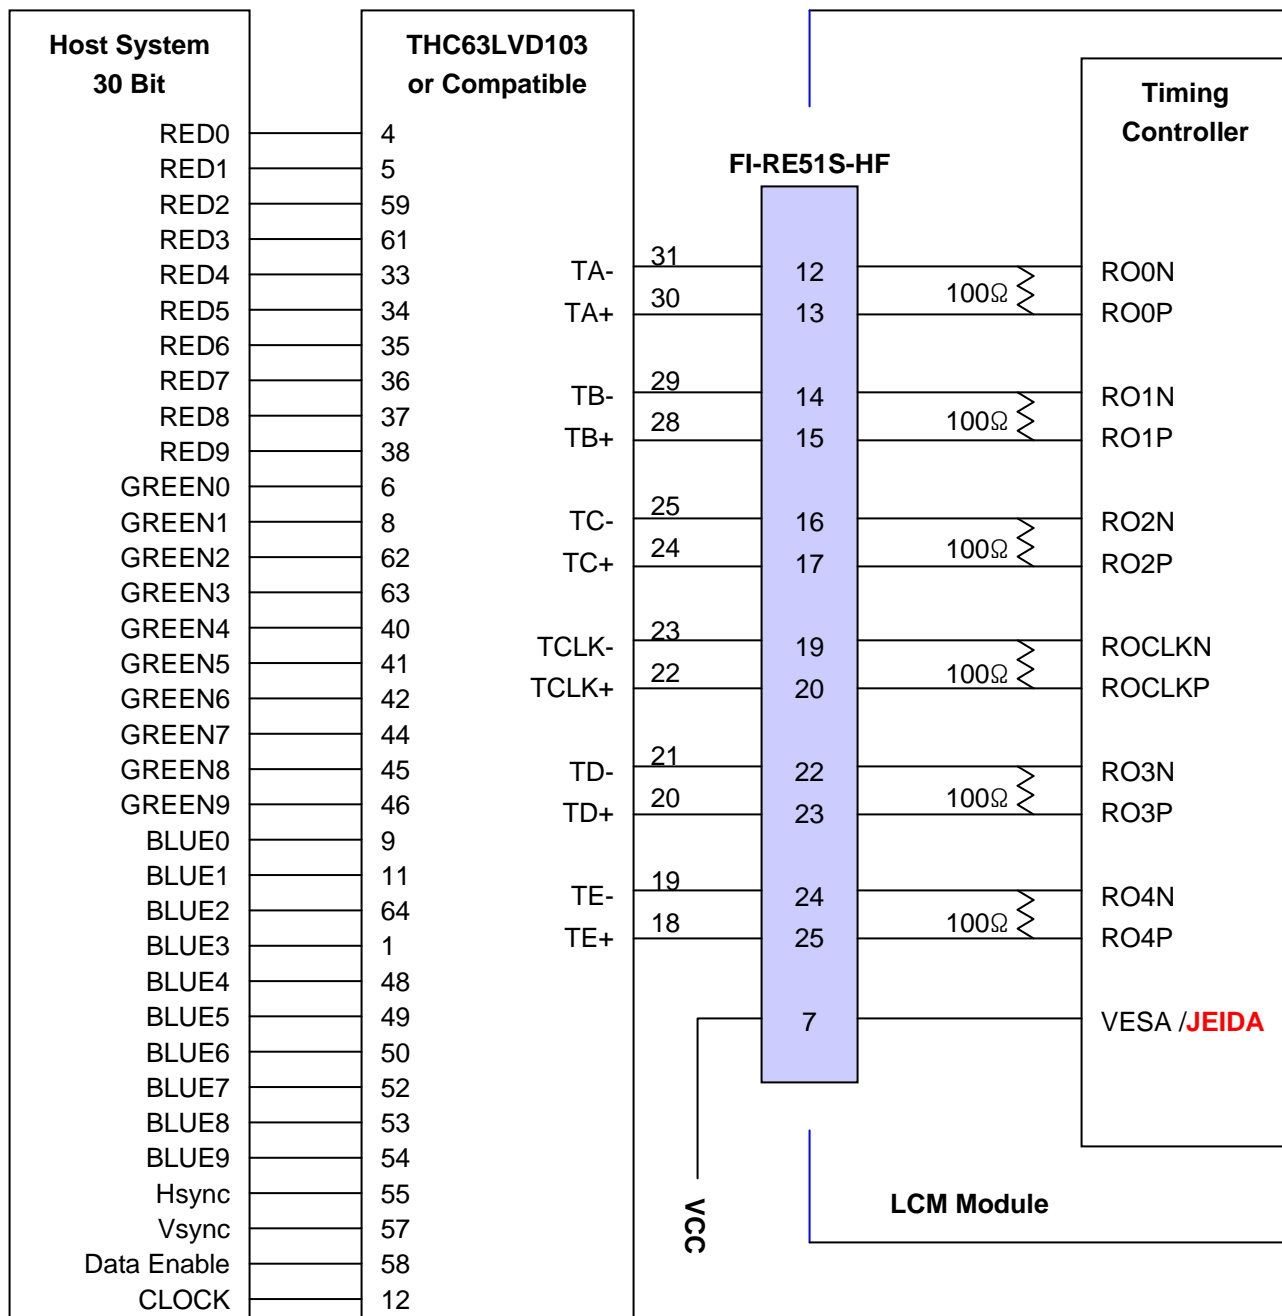 Host System
30 Bit
RED0
RED1
RED2
RED3
RED4
RED5
RED6
RED7
RED8
RED9
GREEN0
GREEN1
GREEN2
GREEN3
GREEN4
GREEN5
GREEN6
GREEN7
GREEN8
GREEN9
BLUE0
BLUE1
BLUE2
BLUE3
BLUE4
BLUE5
BLUE6
BLUE7
BLUE8
BLUE9
Hsync
Vsync
Data Enable
CLOCK
THC63LVD103
or Compatible
4
5
59
61
33
34
35
36
37
38
6
8
62
63
40
41
42
44
45
46
9
11
64
1
48
49
50
52
53
54
55
57
58
12
TA-
TA+
TB-
TB+
TC-
TC+
TCLK-
TCLK+
TD-
TD+
TE-
TE+
31
30
29
28
25
24
23
22
21
20
19
18
FI-RE51S-HF
12
13
14
15
16
17
19
20
22
23
24
25
7
VCC
100Ω
100Ω
100Ω
100Ω
100Ω
100Ω
Timing
Controller
RO0N
RO0P
RO1N
RO1P
RO2N
RO2P
ROCLKN
ROCLKP
RO3N
RO3P
RO4N
RO4P
VESA /JEIDA
LCM Module